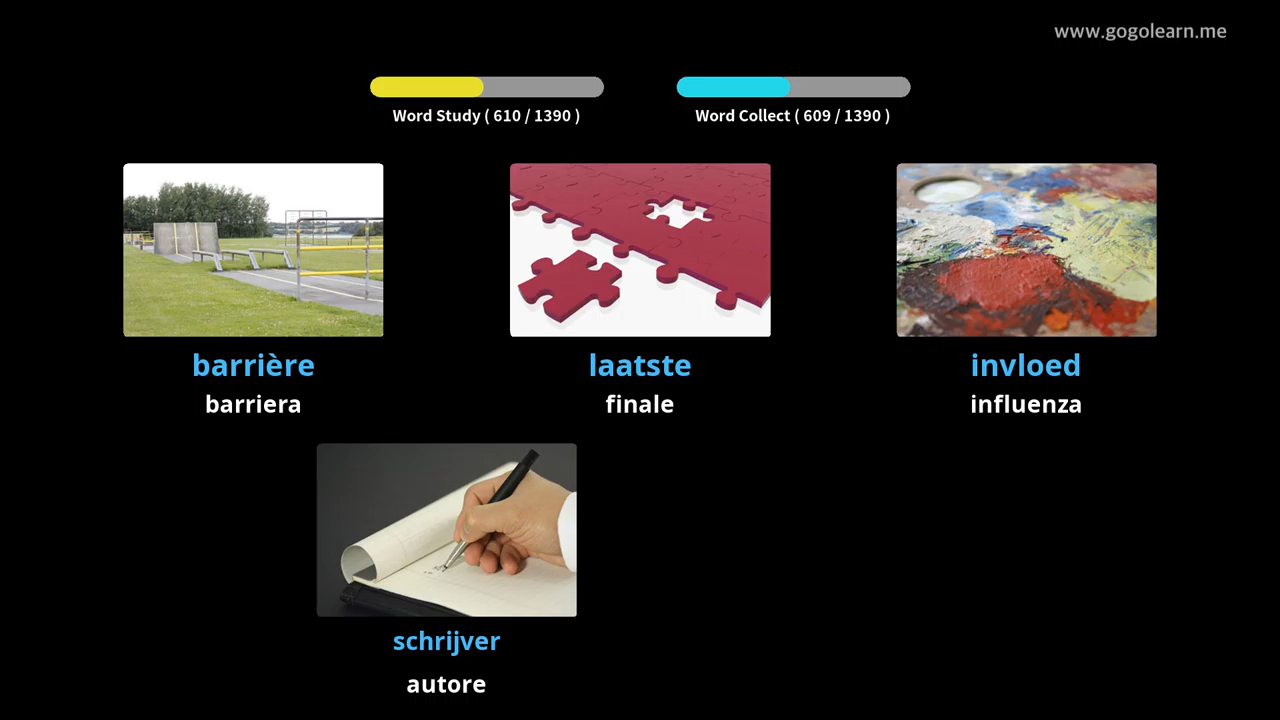 www.gogolearn.me
Word Study ( 610 / 1390 )
Word Collect ( 609 / 1390 )
barrière
barriera
laatste
finale
invloed
influenza
schrijver
autore